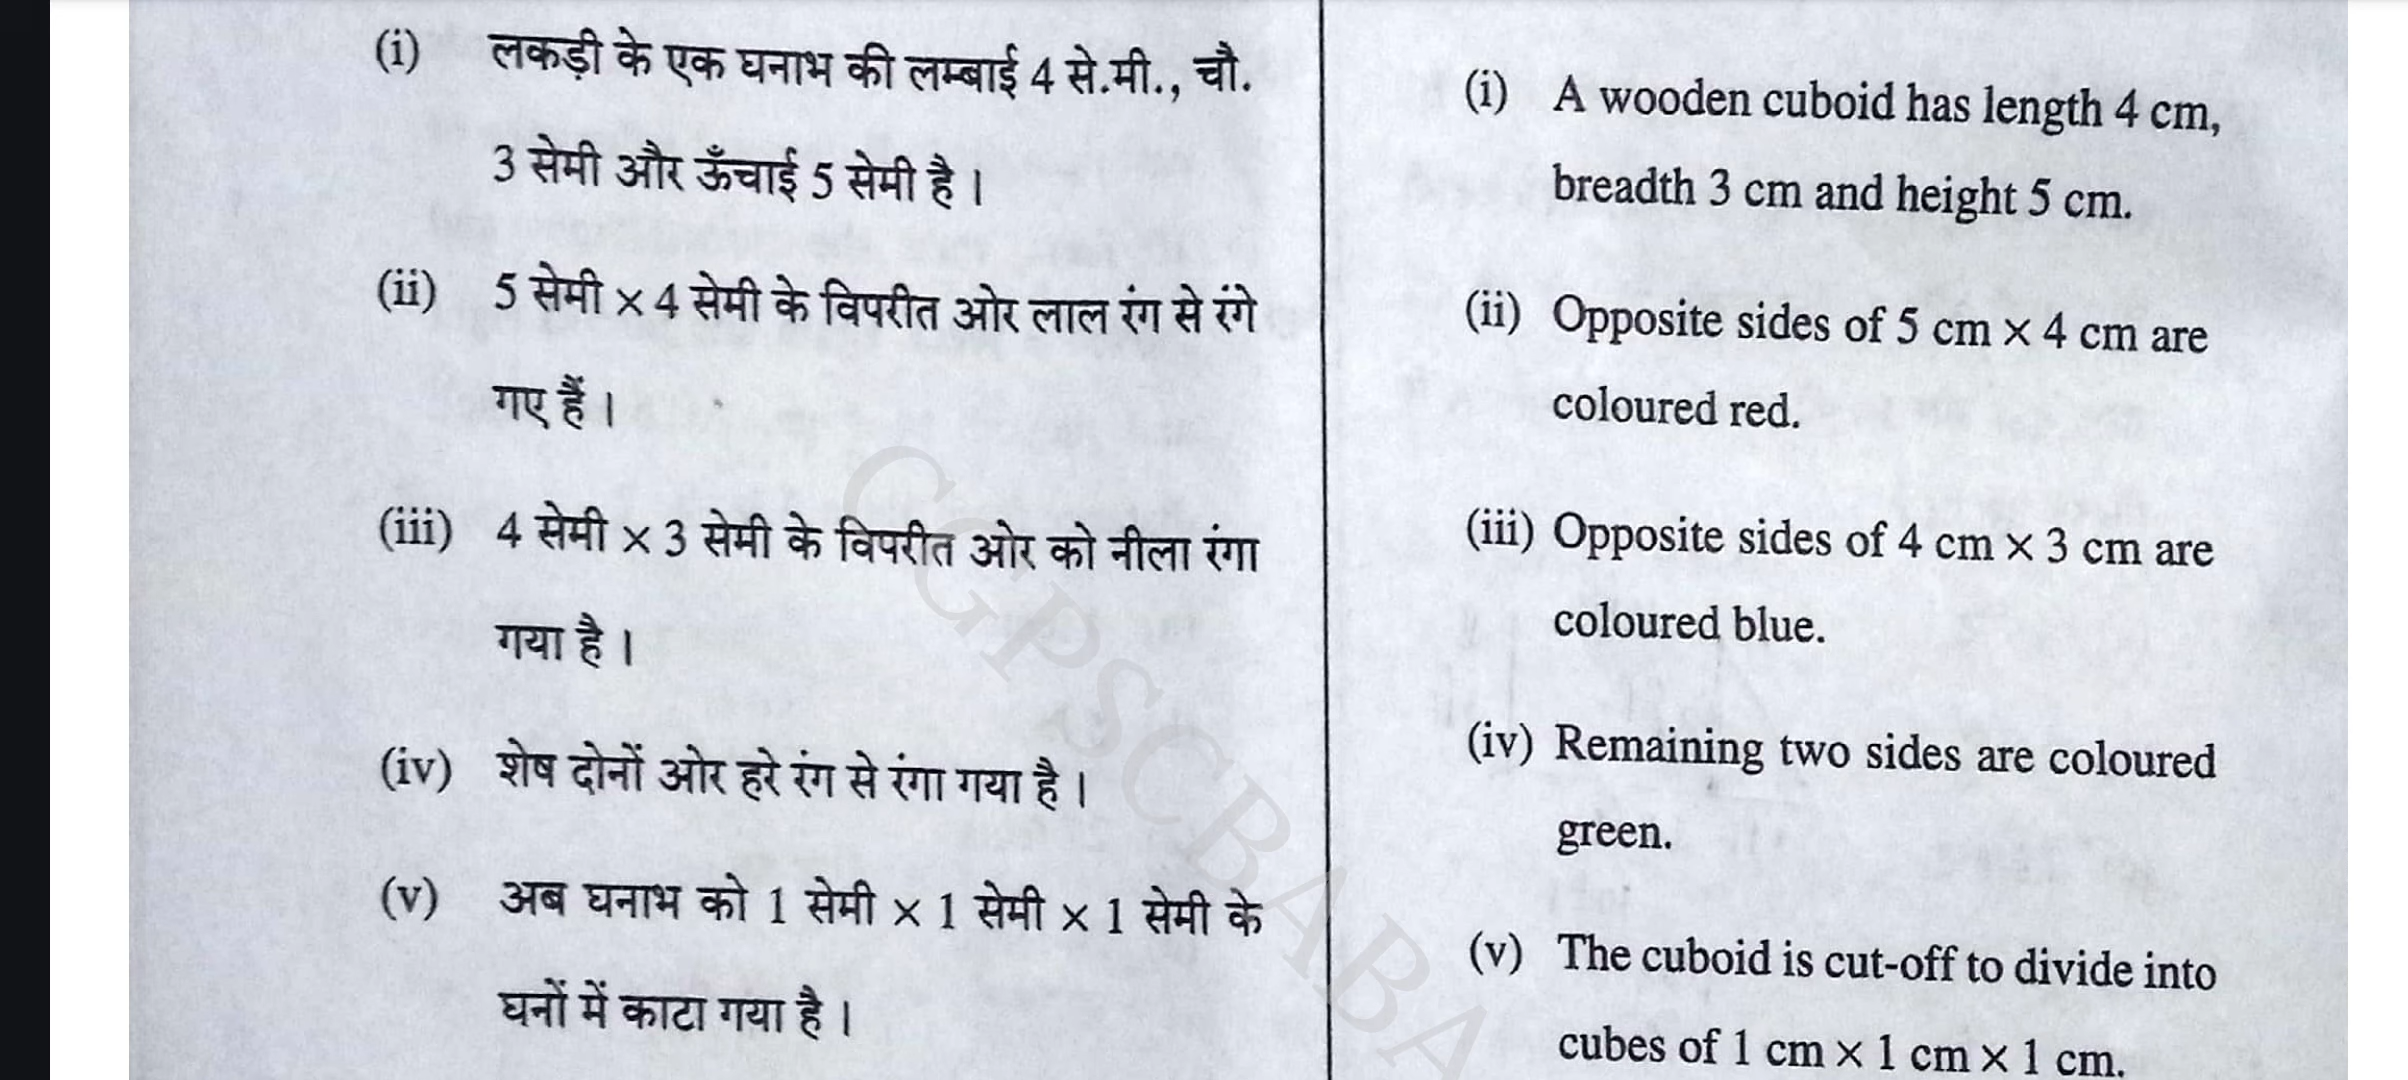 (i) लकड़ी के एक घनाभ की लम्बाई 4 से.मी., चौ.
3 सेमी और ऊँचाई 5 सेमी है।
(ii) 5 सेमी × 4 सेमी के विपरीत ओर लाल रंग से रंगे
गए हैं।
(iii) 4 सेमी × 3 सेमी के विपरीत ओर को नीला रंगा
गया है।
(iv) शेष दोनों ओर हरे रंग से रंगा गया है।
(v) अब घनाभ को 1 सेमी × 1 सेमी × 1 सेमी के
घनों में काटा गया है।
(i) A wooden cuboid has length 4 cm,
breadth 3 cm and height 5 cm.
(ii) Opposite sides of 5 cm × 4 cm are
coloured red.
(iii) Opposite sides of 4 cm × 3 cm are
coloured blue.
(iv) Remaining two sides are coloured
green.
(v) The cuboid is cut-off to divide into
cubes of 1 cm × 1 cm × 1 cm.
CGPSCBABA